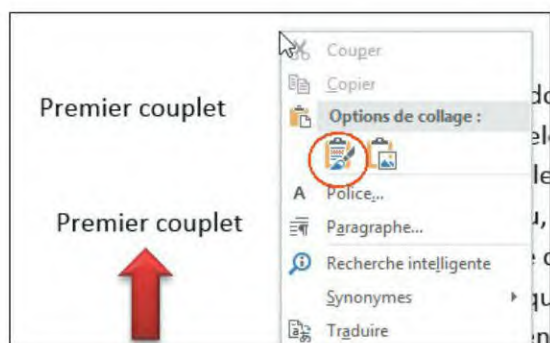 Couper
Copier
Premier couplet
Options de collage :
A Police...
Premier couplet
Paragraphe...
Recherche intelligente
Synonymes
Traduire